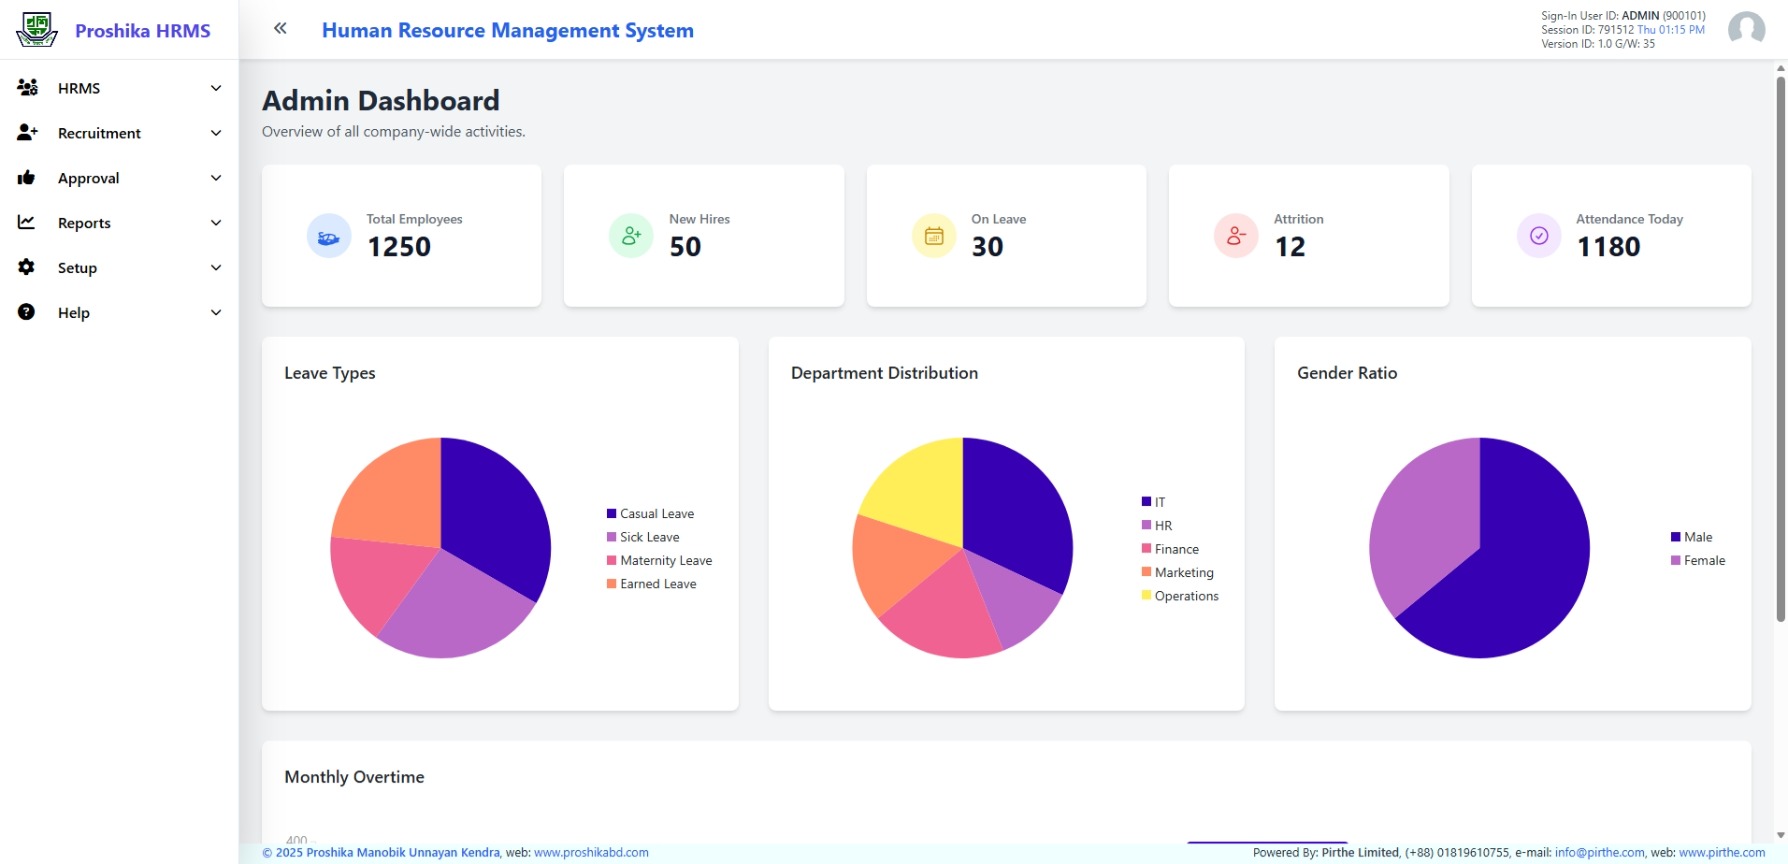 Proshika HRMS
Human Resource Management System
Sign-In User ID: ADMIN (900101)
Session ID: 791512 Thu 01:15 PM
Version ID: 1.0 G/W: 35
HRMS
Recruitment
Approval
Reports
Setup
Help
Admin Dashboard
Overview of all company-wide activities.
Total Employees
1250
New Hires
50
On Leave
30
Attrition
12
Attendance Today
1180
Leave Types
Casual Leave
Sick Leave
Maternity Leave
Earned Leave
Department Distribution
IT
HR
Finance
Marketing
Operations
Gender Ratio
Male
Female
Monthly Overtime
400
© 2025 Proshika Manobik Unnayan Kendra, web: www.proshikabd.com
Powered By: Pirthe Limited, (+88) 01819610755, e-mail: info@pirthe.com, web: www.pirthe.com